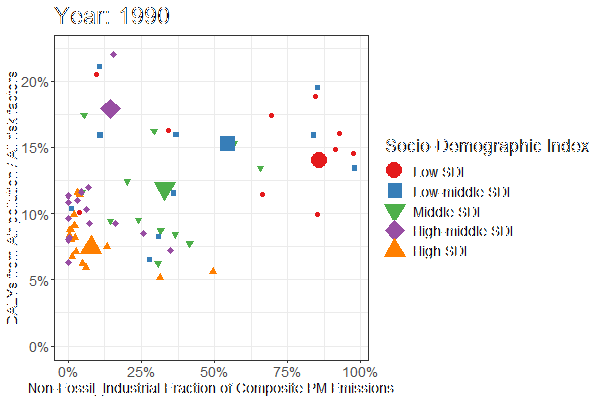 Year: 1990
DALYs from Air pollution / All risk factors
20%
15%
10%
5%
0%
0% 25% 50% 75% 100%
Non-Fossil, Industrial Fraction of Composite PM Emissions
Socio-Demographic Index
Low SDI
Low-middle SDI
Middle SDI
High-middle SDI
High SDI